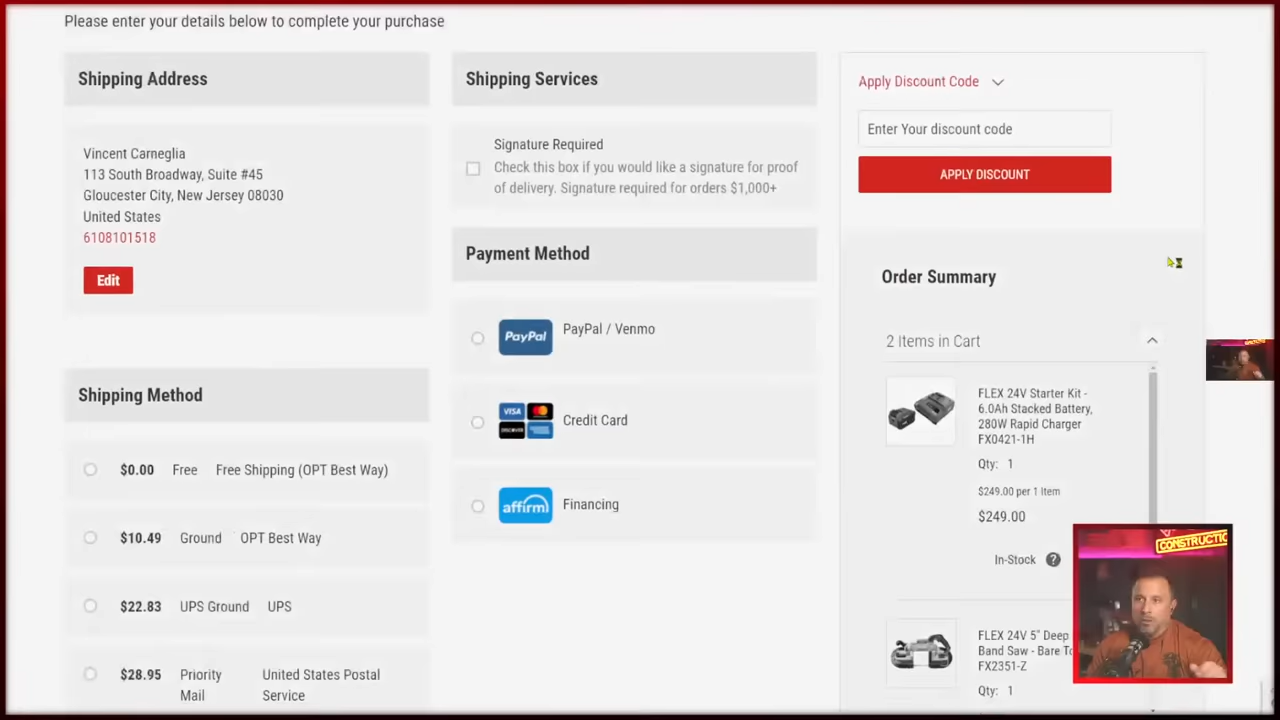 Please enter your details below to complete your purchase
Shipping Address
Vincent Carneglia
113 South Broadway, Suite #45
Gloucester City, New Jersey 08030
United States
6108101518
Edit
Shipping Method
$0.00 Free Free Shipping (OPT Best Way)
$10.49 Ground OPT Best Way
$22.83 UPS Ground UPS
$28.95 Priority Mail United States Postal Service
Shipping Services
Signature Required
Check this box if you would like a signature for proof
of delivery. Signature required for orders $1,000+
Payment Method
PayPal PayPal / Venmo
VISA DISCOVER Credit Card
affirm Financing
Apply Discount Code
Enter Your discount code
APPLY DISCOUNT
Order Summary
2 Items in Cart
FLEX 24V Starter Kit -
6.0Ah Stacked Battery,
280W Rapid Charger
FX0421-1H
Qty: 1
$249.00 per 1 Item
$249.00
In-Stock ?
FLEX 24V 5" Deep
Band Saw - Bare To
FX2351-Z
Qty: 1
CONSTRUCTIO